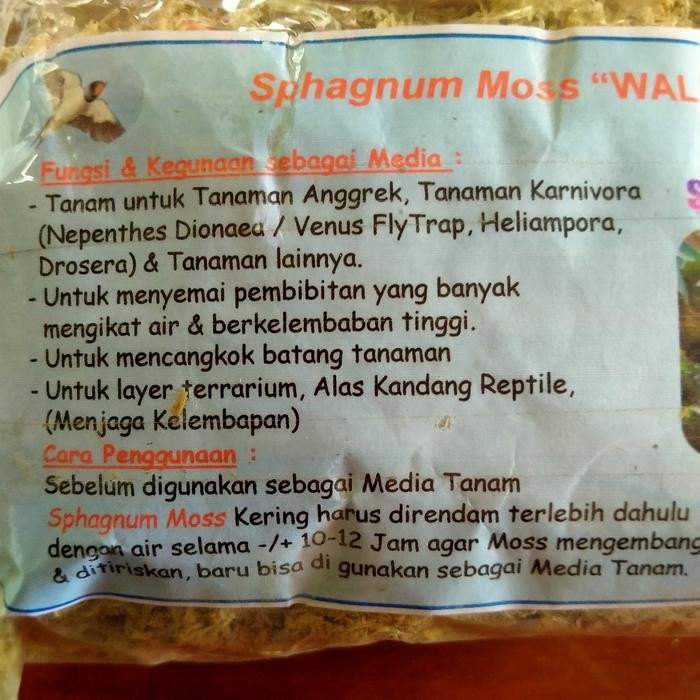 Sphagnum Moss "WAL
Fungsi & Kegunaan sebagai Media :
- Tanam untuk Tanaman Anggrek, Tanaman Karnivora
(Nepenthes Dionaea / Venus FlyTrap, Heliampora,
Drosera) & Tanaman lainnya.
- Untuk menyemai pembibitan yang banyak
mengikat air & berkelembaban tinggi.
- Untuk mencangkok batang tanaman
- Untuk layer terrarium, Alas Kandang Reptile,
(Menjaga Kelembapan)
Cara Penggunaan :
Sebelum digunakan sebagai Media Tanam
Sphagnum Moss Kering harus direndam terlebih dahulu
dengan air selama -/+ 10-12 Jam agar Moss mengembang
& ditiriskan, baru bisa di gunakan sebagai Media Tanam.